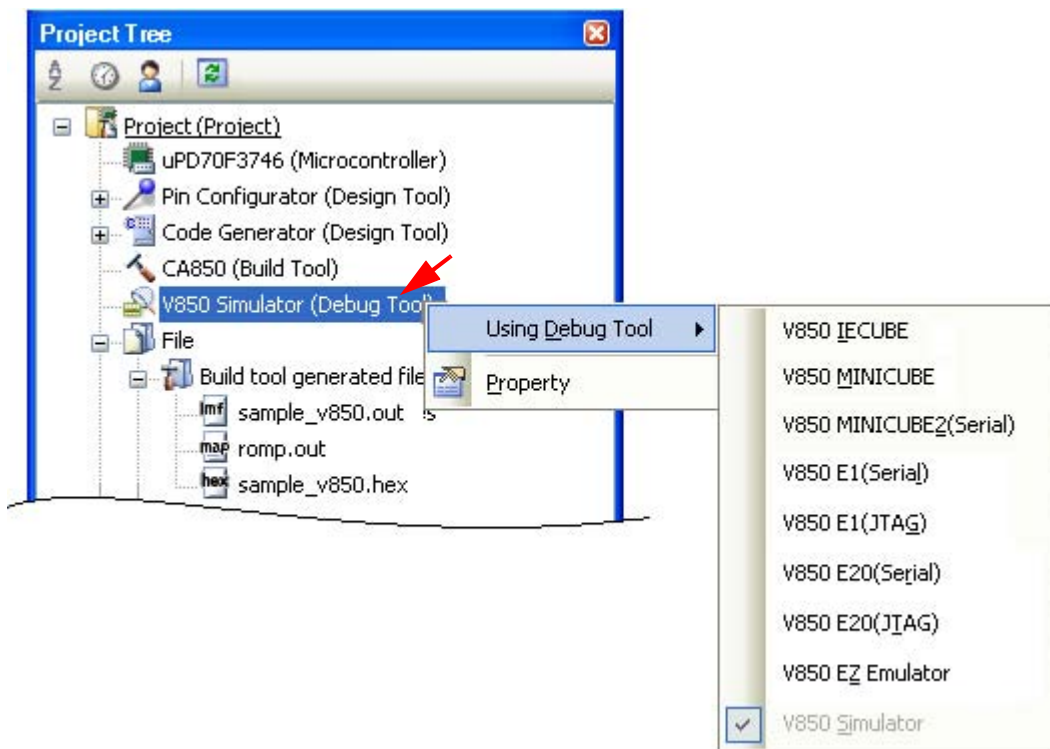 Project Tree
Project (Project)
uPD70F3746 (Microcontroller)
Pin Configurator (Design Tool)
Code Generator (Design Tool)
CA850 (Build Tool)
V850 Simulator (Debug Tool)
File
Build tool generated file
s
sample_v850.out
romp.out
sample_v850.hex
lmf
map
hex
Using Debug Tool
Property
V850 IECUBE
V850 MINICUBE
V850 MINICUBE2(Serial)
V850 E1(Serial)
V850 E1(JTAG)
V850 E20(Serial)
V850 E20(JTAG)
V850 EZ Emulator
V850 Simulator